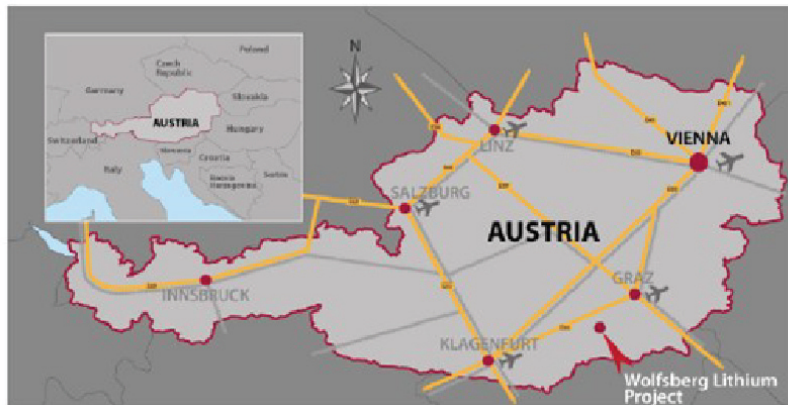 N
Poland
Czech
Republic
Germany
Slovakia
AUSTRIA
Hungary
Switzerland
Slovenia
Croatia
Italy
Bosnia
Herzegovina
Serbia
LINZ
VIENNA
SALZBURG
AUSTRIA
INNSBRUCK
GRAZ
KLAGENFURT
Wolfsberg Lithium
Project